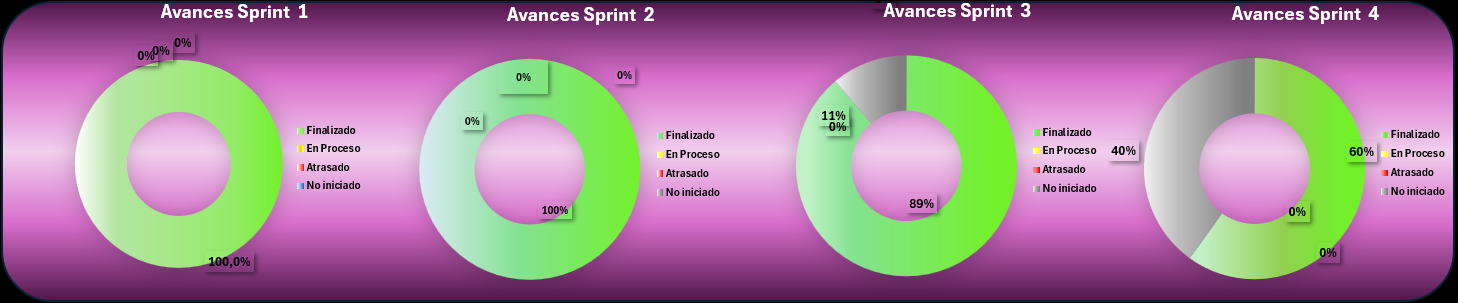 Avances Sprint 1
0%
0%
0%
100,0%
Finalizado
En Proceso
Atrasado
No iniciado
Avances Sprint 2
0%
0%
0%
100%
Finalizado
En Proceso
Atrasado
No iniciado
Avances Sprint 3
11%
0%
89%
Finalizado
En Proceso
Atrasado
No iniciado
Avances Sprint 4
40%
60%
0%
0%
Finalizado
En Proceso
Atrasado
No iniciado